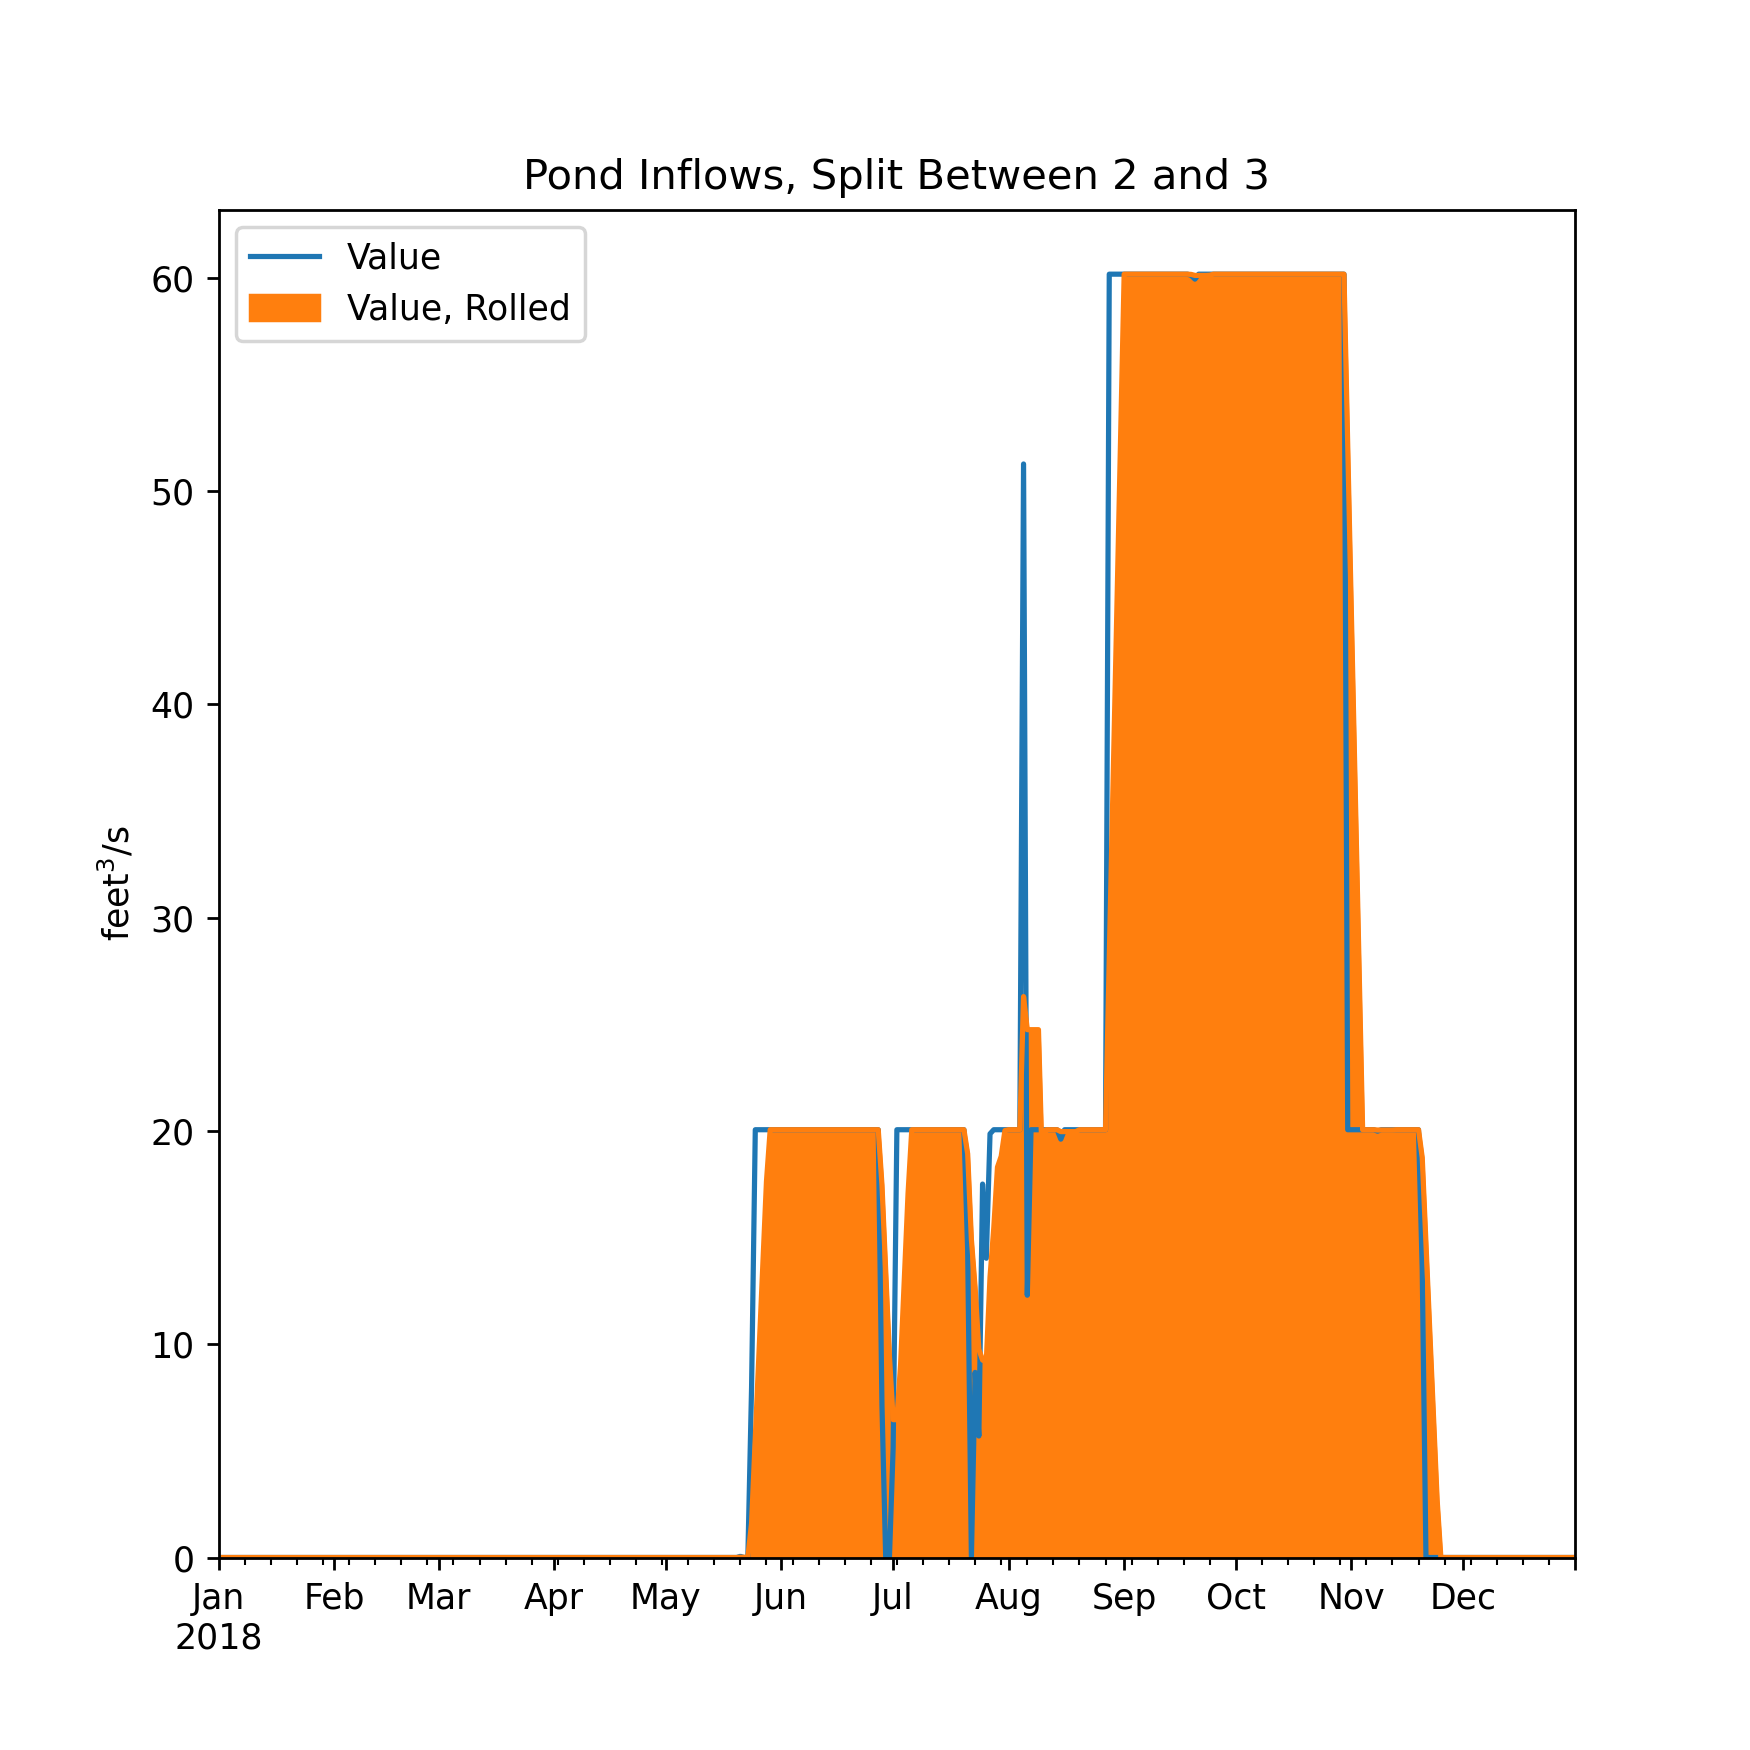 Pond Inflows, Split Between 2 and 3
Value
Value, Rolled
feet³/s
60
50
40
30
20
10
0
Jan Feb Mar Apr May Jun Jul Aug Sep Oct Nov Dec
2018